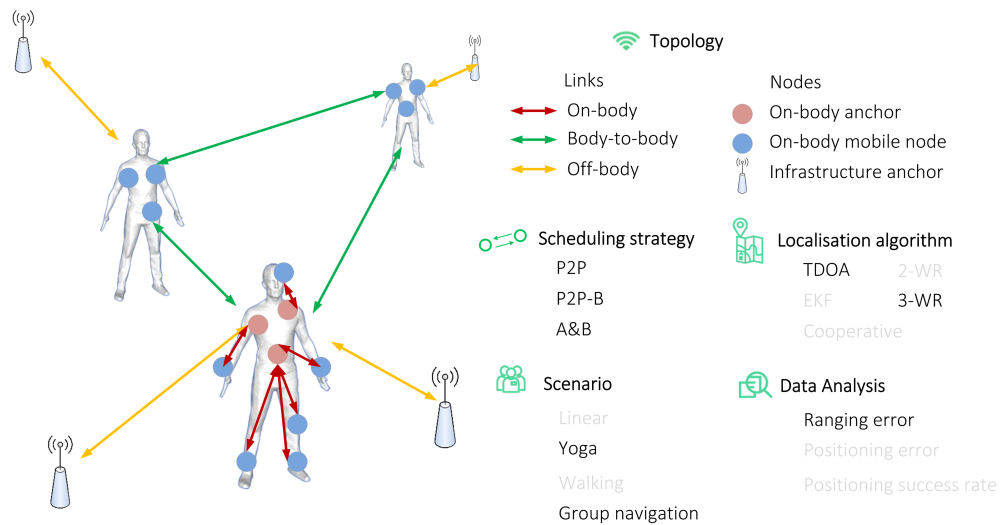 Topology
Links
Nodes
On-body
On-body anchor
Body-to-body
On-body mobile node
Off-body
Infrastructure anchor
Scheduling strategy
P2P
P2P-B
A&B
Localisation algorithm
TDOA
2-WR
EKF
3-WR
Cooperative
Scenario
Linear
Yoga
Walking
Group navigation
Data Analysis
Ranging error
Positioning error
Positioning success rate